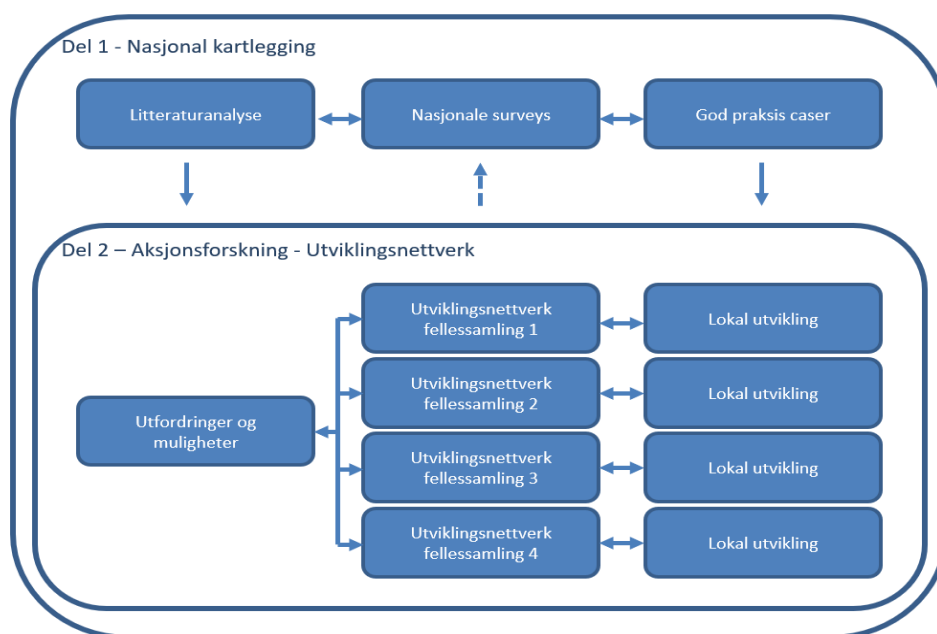 Del 1 - Nasjonal kartlegging
Litteraturanalyse
Nasjonale surveys
God praksis caser
Del 2 – Aksjonsforskning - Utviklingsnettverk
Utviklingsnettverk
fellessamling 1
Lokal utvikling
Utviklingsnettverk
fellessamling 2
Lokal utvikling
Utfordringer og
muligheter
Utviklingsnettverk
fellessamling 3
Lokal utvikling
Utviklingsnettverk
fellessamling 4
Lokal utvikling